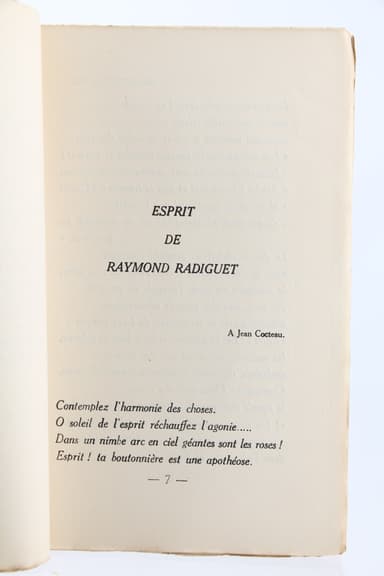 ESPRIT
DE
RAYMOND RADIGUET
A Jean Cocteau.
Contemplez l'harmonie des choses.
O soleil de l'esprit réchauffez l'agonie.....
Dans un nimbe arc en ciel géantes sont les roses !
Esprit ! ta boutonnière est une apothéose.
— 7 —